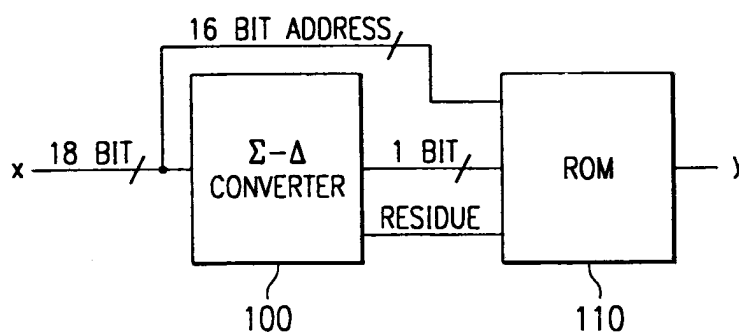 16 BIT ADDRESS
x 18 BIT
Σ-Δ
CONVERTER
1 BIT
RESIDUE
ROM
100
110